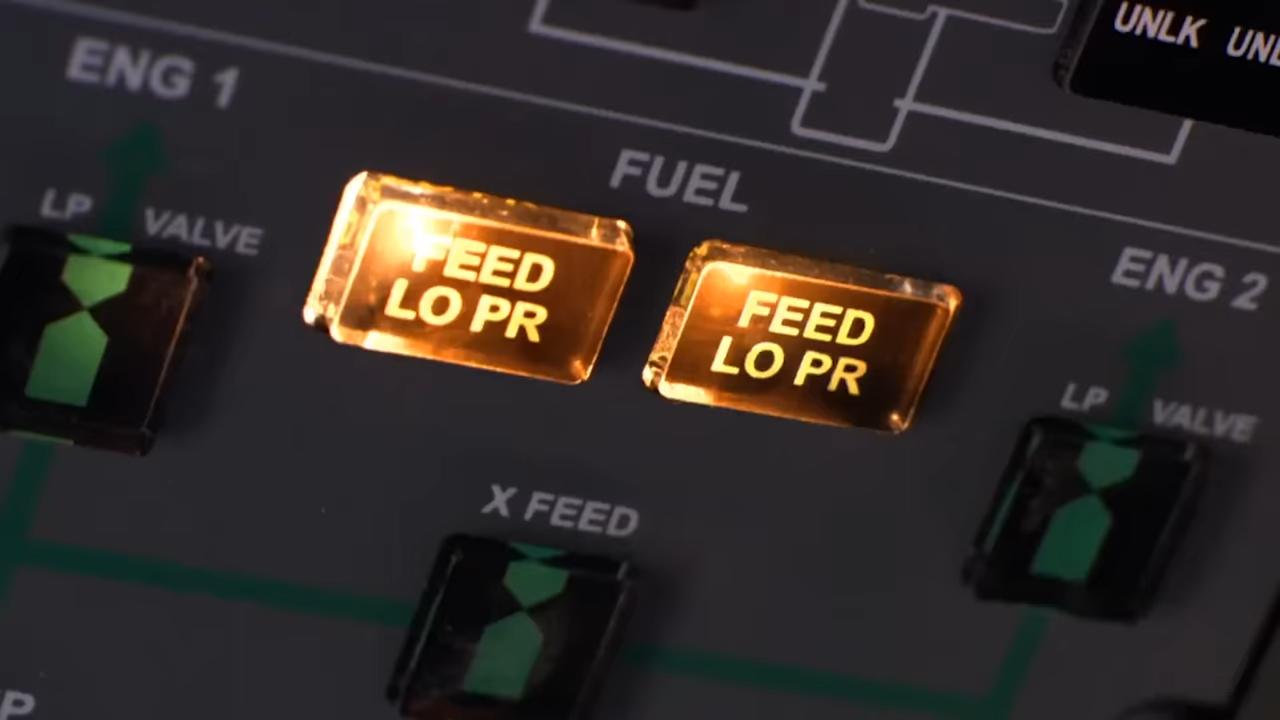 UNLK
ENG 1
FUEL
LP VALVE
FEED
LO PR
FEED
LO PR
ENG 2
LP VALVE
X FEED